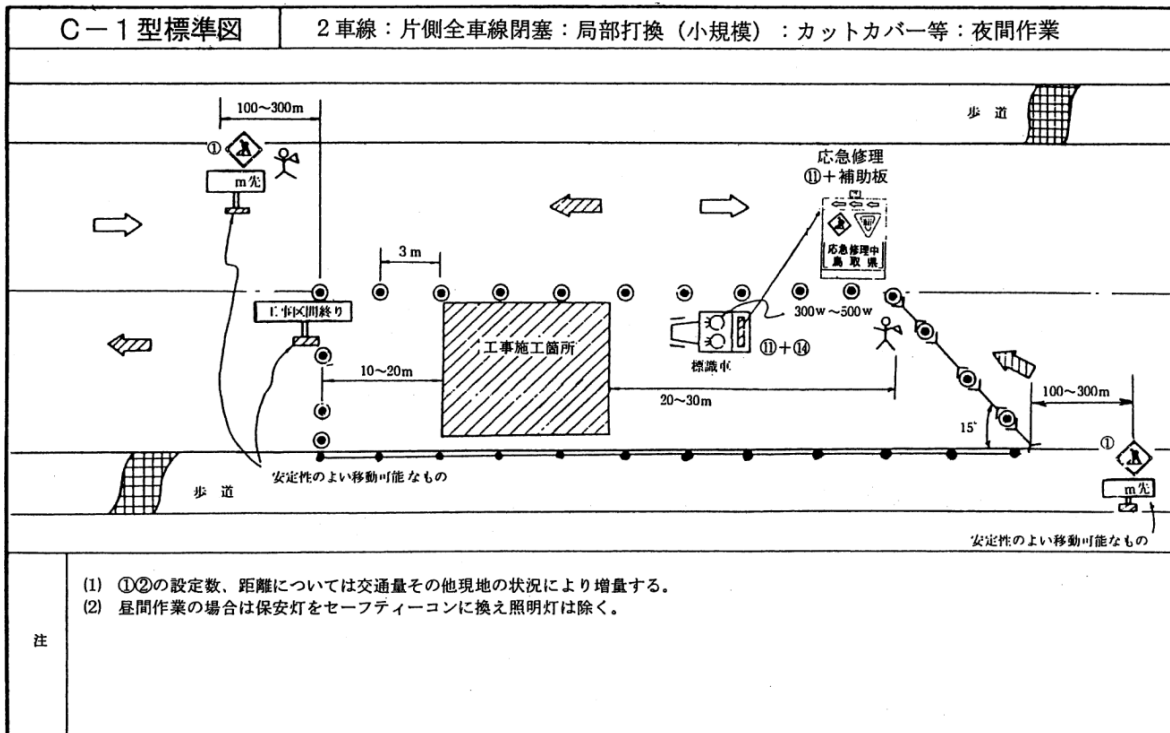 C－1型標準図
2車線：片側全車線閉塞：局部打換（小規模）：カットカバー等：夜間作業
100～300m
歩道
①
m先
応急修理
⑪＋補助板
応急修理中
鳥取県
3m
工事区間終り
300w～500w
工事施工箇所
⑪＋⑭
標識車
10～20m
20～30m
100～300m
15°
①
m先
安定性のよい移動可能なもの
歩道
安定性のよい移動可能なもの
注
(1) ①②の設定数、距離については交通量その他現地の状況により増量する。
(2) 昼間作業の場合は保安灯をセーフティーコンに換え照明灯は除く。